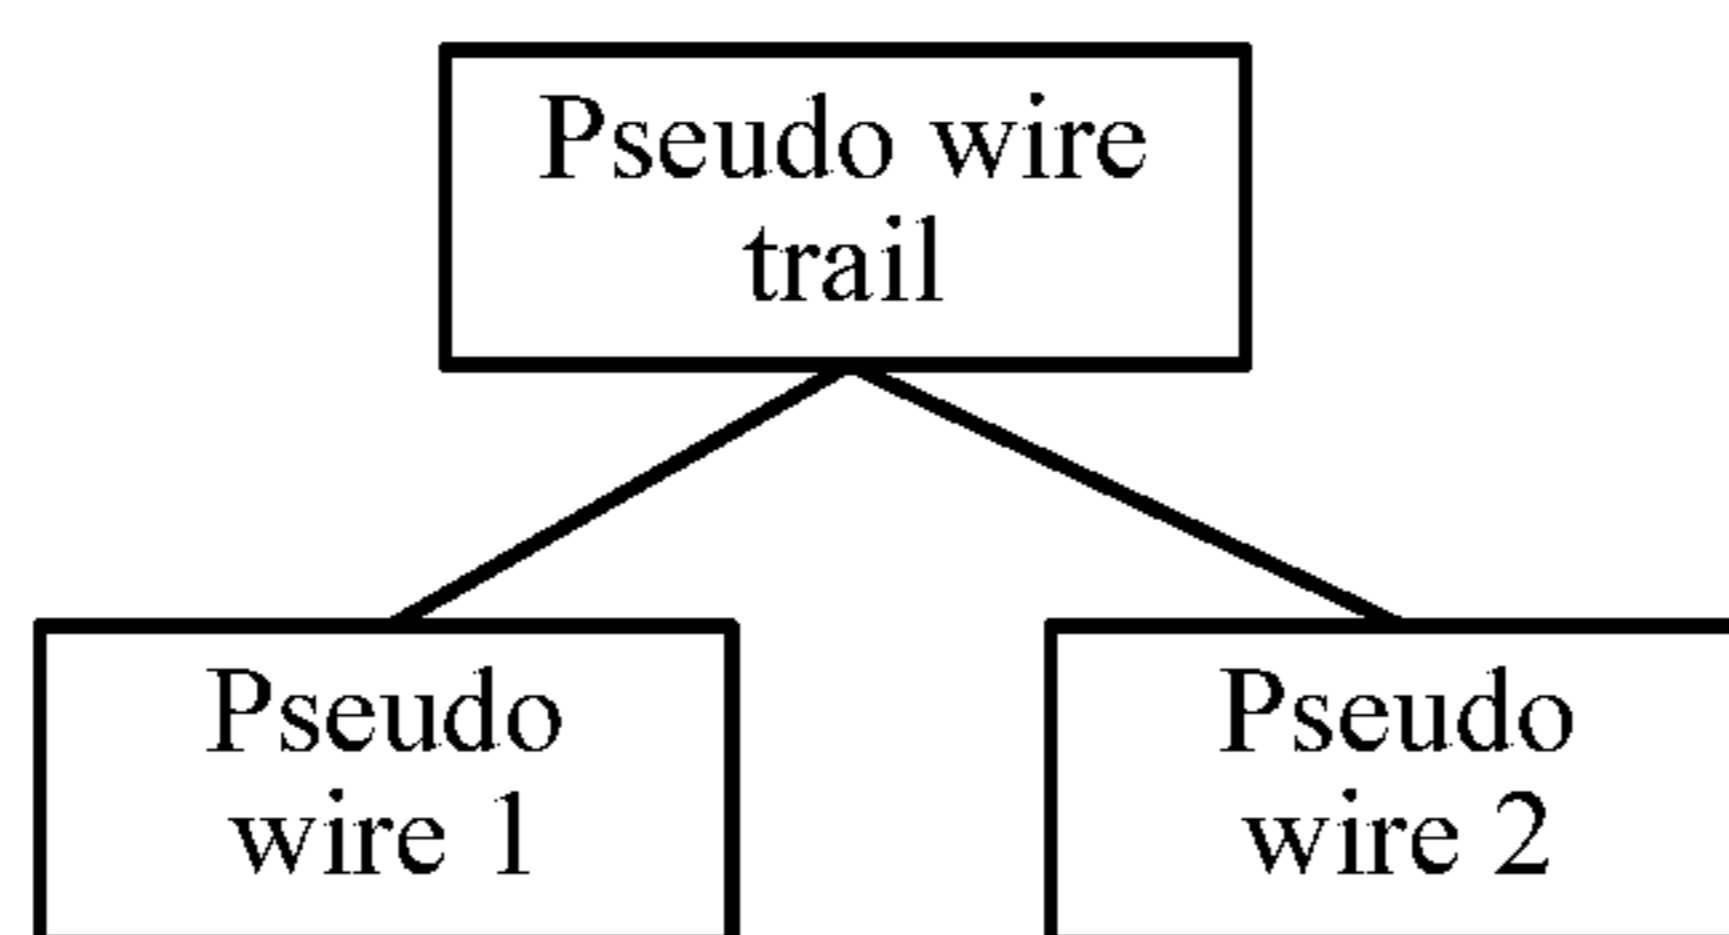 Pseudo wire
trail
Pseudo
wire 1
Pseudo
wire 2